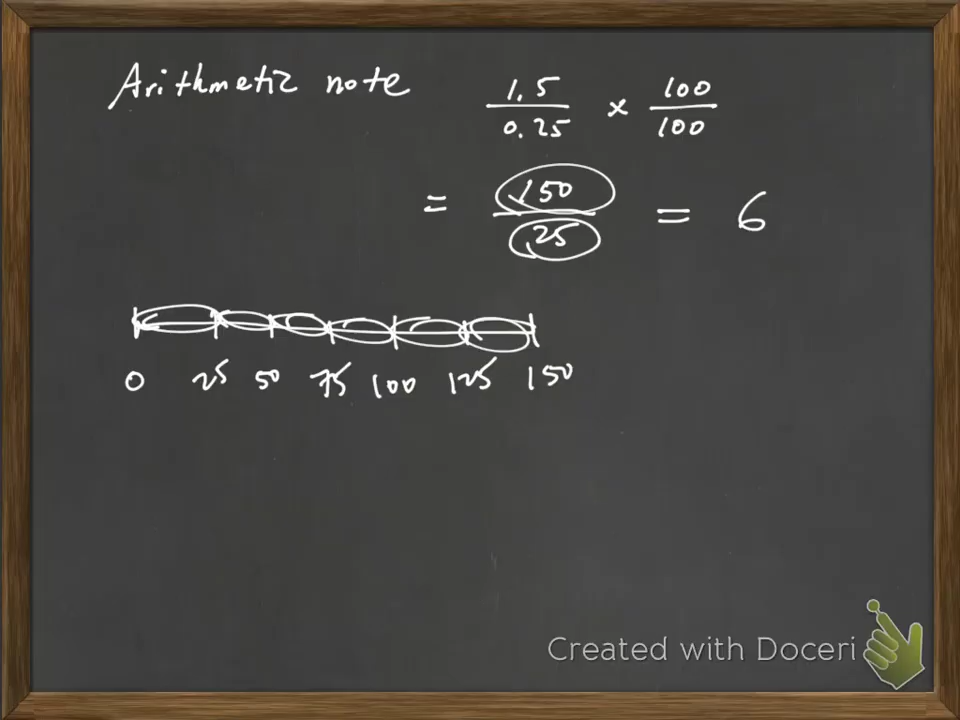 Arithmetic note
1.5/0.25 × 100/100
= 150/25 = 6
0 25 50 75 100 125 150
Created with Doceri